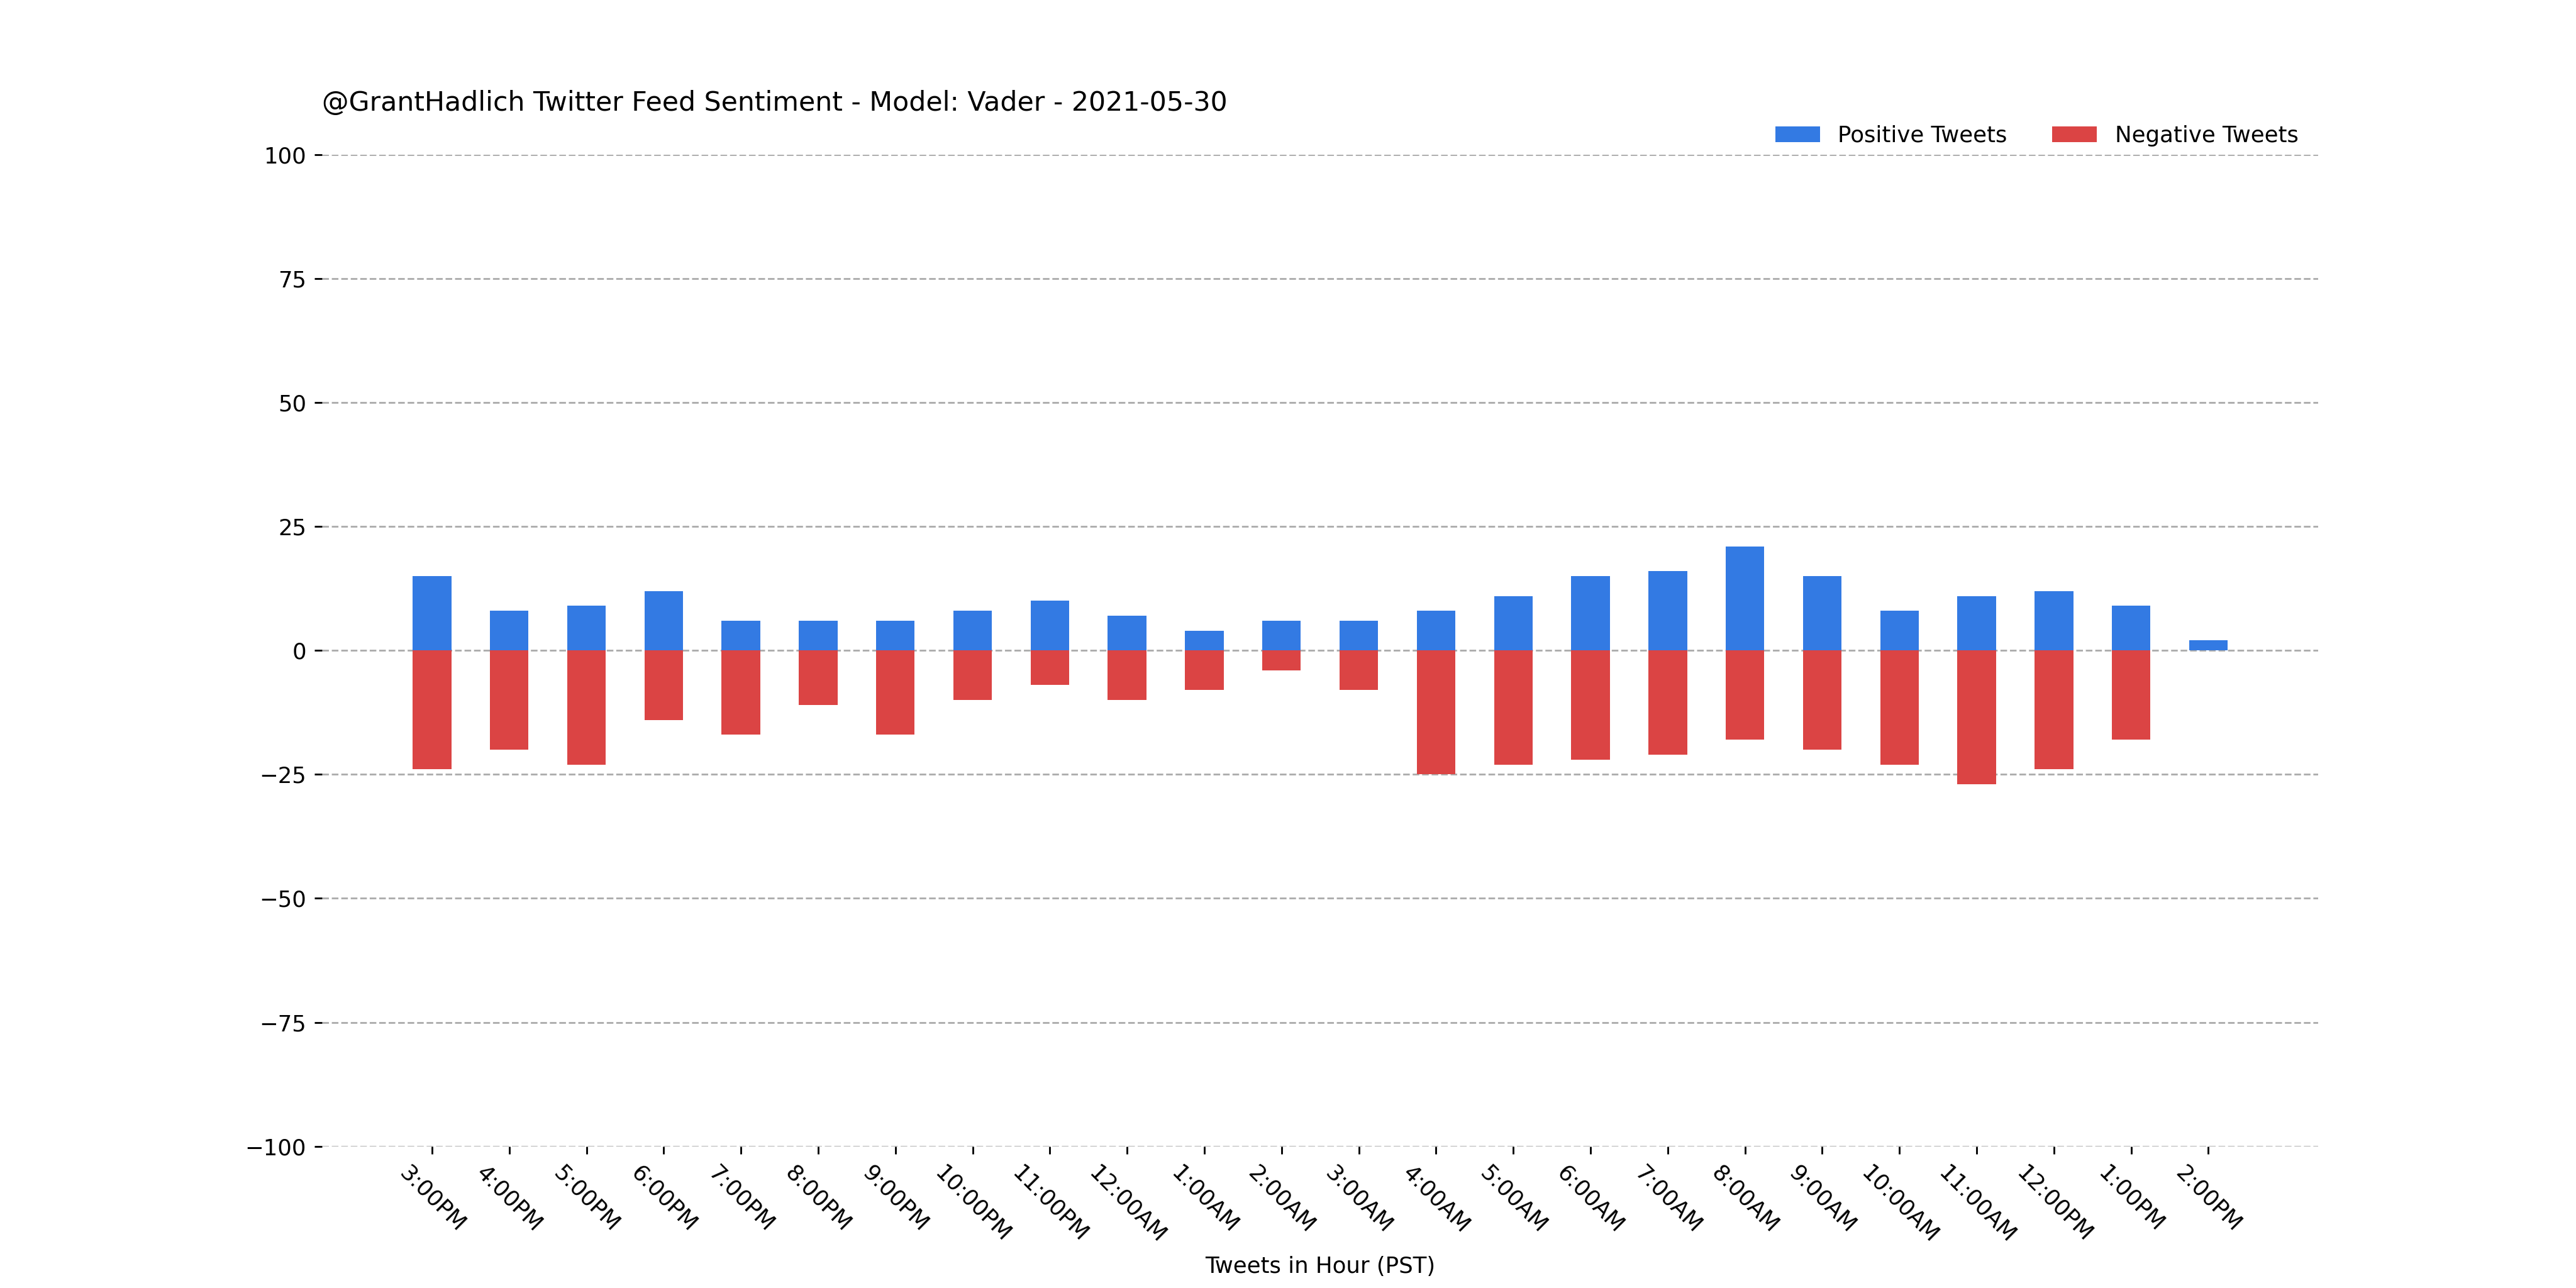 @GrantHadlich Twitter Feed Sentiment - Model: Vader - 2021-05-30
Positive Tweets
Negative Tweets
100
75
50
25
0
−25
−50
−75
−100
3:00PM
4:00PM
5:00PM
6:00PM
7:00PM
8:00PM
9:00PM
10:00PM
11:00PM
12:00AM
1:00AM
2:00AM
3:00AM
4:00AM
5:00AM
6:00AM
7:00AM
8:00AM
9:00AM
10:00AM
11:00AM
12:00PM
1:00PM
2:00PM
Tweets in Hour (PST)